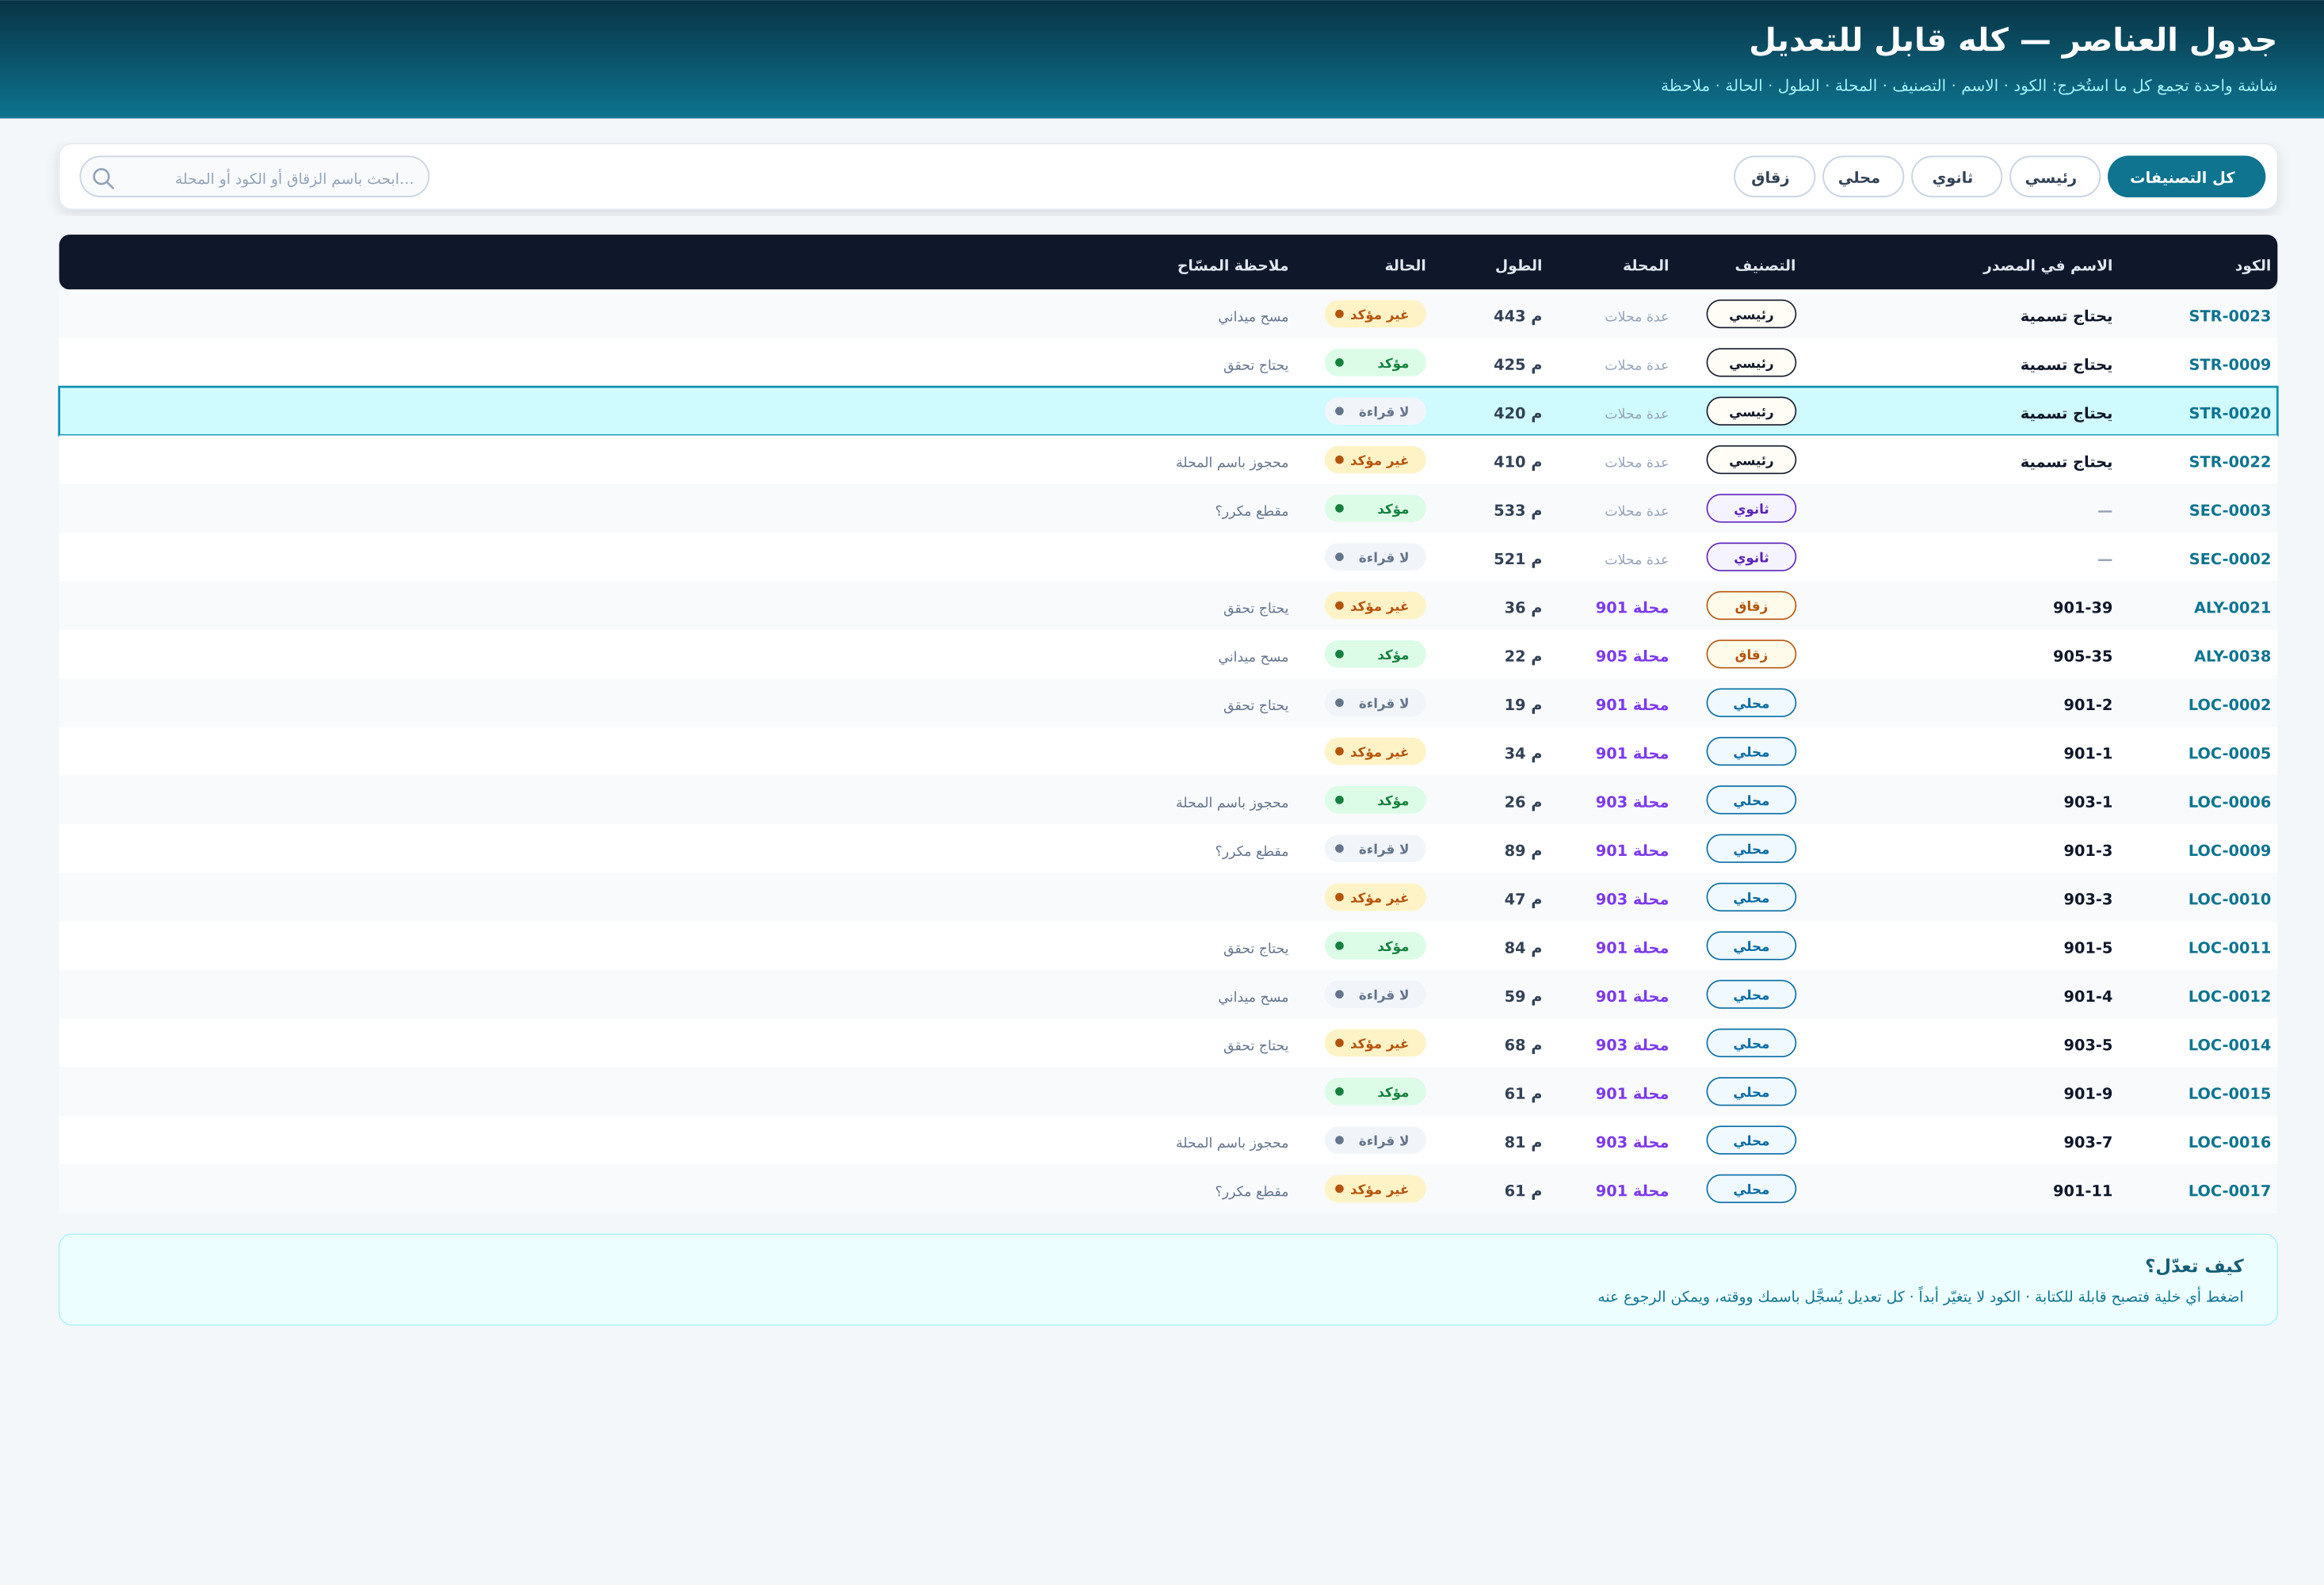 جدول العناصر — كله قابل للتعديل
شاشة واحدة تجمع كل ما استُخرج: الكود · الاسم · التصنيف · المحلة · الطول · الحالة · ملاحظة
كل التصنيفات رئيسي ثانوي محلي زقاق ابحث باسم الزقاق أو الكود أو المحلة...
الكود الاسم في المصدر التصنيف المحلة الطول الحالة ملاحظة المسّاح
STR-0023 يحتاج تسمية رئيسي عدة محلات 443 م غير مؤكد مسح ميداني
STR-0009 يحتاج تسمية رئيسي عدة محلات 425 م مؤكد يحتاج تحقق
STR-0020 يحتاج تسمية رئيسي عدة محلات 420 م لا قراءة
STR-0022 يحتاج تسمية رئيسي عدة محلات 410 م غير مؤكد محجوز باسم المحلة
SEC-0003 — ثانوي عدة محلات 533 م مؤكد مقطع مكرر؟
SEC-0002 — ثانوي عدة محلات 521 م لا قراءة
ALY-0021 901-39 زقاق محلة 901 36 م غير مؤكد يحتاج تحقق
ALY-0038 905-35 زقاق محلة 905 22 م مؤكد مسح ميداني
LOC-0002 901-2 محلي محلة 901 19 م لا قراءة يحتاج تحقق
LOC-0005 901-1 محلي محلة 901 34 م غير مؤكد
LOC-0006 903-1 محلي محلة 903 26 م مؤكد محجوز باسم المحلة
LOC-0009 901-3 محلي محلة 901 89 م لا قراءة مقطع مكرر؟
LOC-0010 903-3 محلي محلة 903 47 م غير مؤكد
LOC-0011 901-5 محلي محلة 901 84 م مؤكد يحتاج تحقق
LOC-0012 901-4 محلي محلة 901 59 م لا قراءة مسح ميداني
LOC-0014 903-5 محلي محلة 903 68 م غير مؤكد يحتاج تحقق
LOC-0015 901-9 محلي محلة 901 61 م مؤكد
LOC-0016 903-7 محلي محلة 903 81 م لا قراءة محجوز باسم المحلة
LOC-0017 901-11 محلي محلة 901 61 م غير مؤكد مقطع مكرر؟
كيف تعدّل؟
اضغط أي خلية فتصبح قابلة للكتابة · الكود لا يتغيّر أبداً · كل تعديل يُسجَّل باسمك ووقته، ويمكن الرجوع عنه